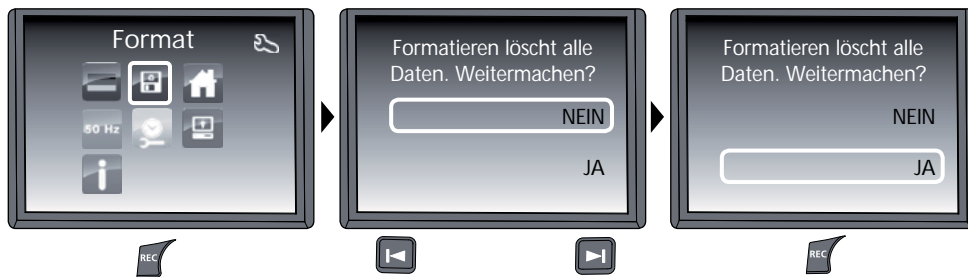 Format
50 Hz
i
Formatieren löscht alle
Daten. Weitermachen?
NEIN
JA
Formatieren löscht alle
Daten. Weitermachen?
NEIN
JA
REC
REC